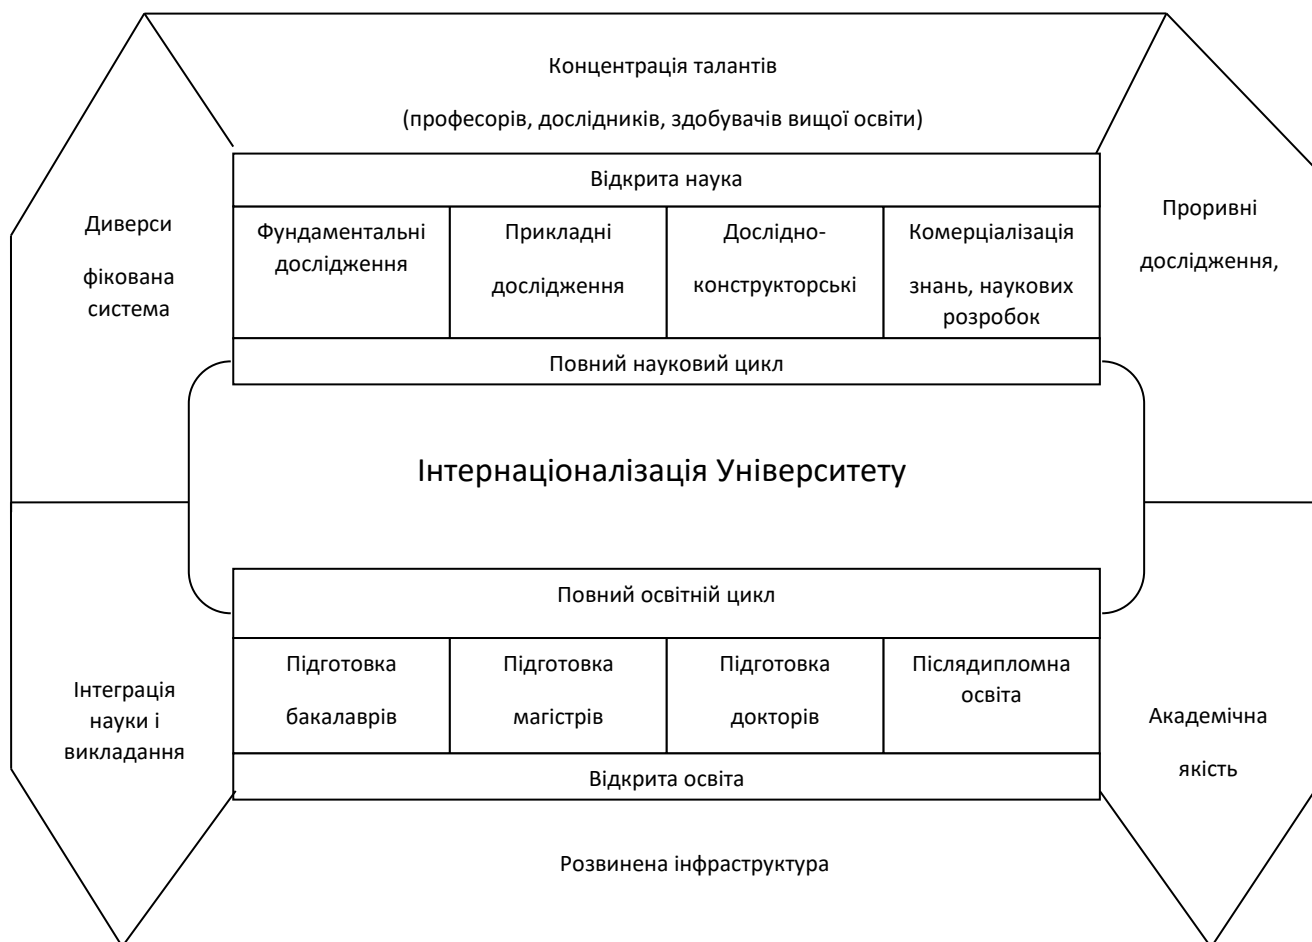 Концентрація талантів
(професорів, дослідників, здобувачів вищої освіти)
Диверси
фікована
система
Відкрита наука
Фундаментальні
дослідження
Прикладні
дослідження
Дослідно-
конструкторські
Комерціалізація
знань, наукових
розробок
Повний науковий цикл
Проривні
дослідження,
Інтернаціоналізація Університету
Інтеграція
науки і
викладання
Повний освітній цикл
Підготовка
бакалаврів
Підготовка
магістрів
Підготовка
докторів
Післядипломна
освіта
Відкрита освіта
Академічна
якість
Розвинена інфраструктура